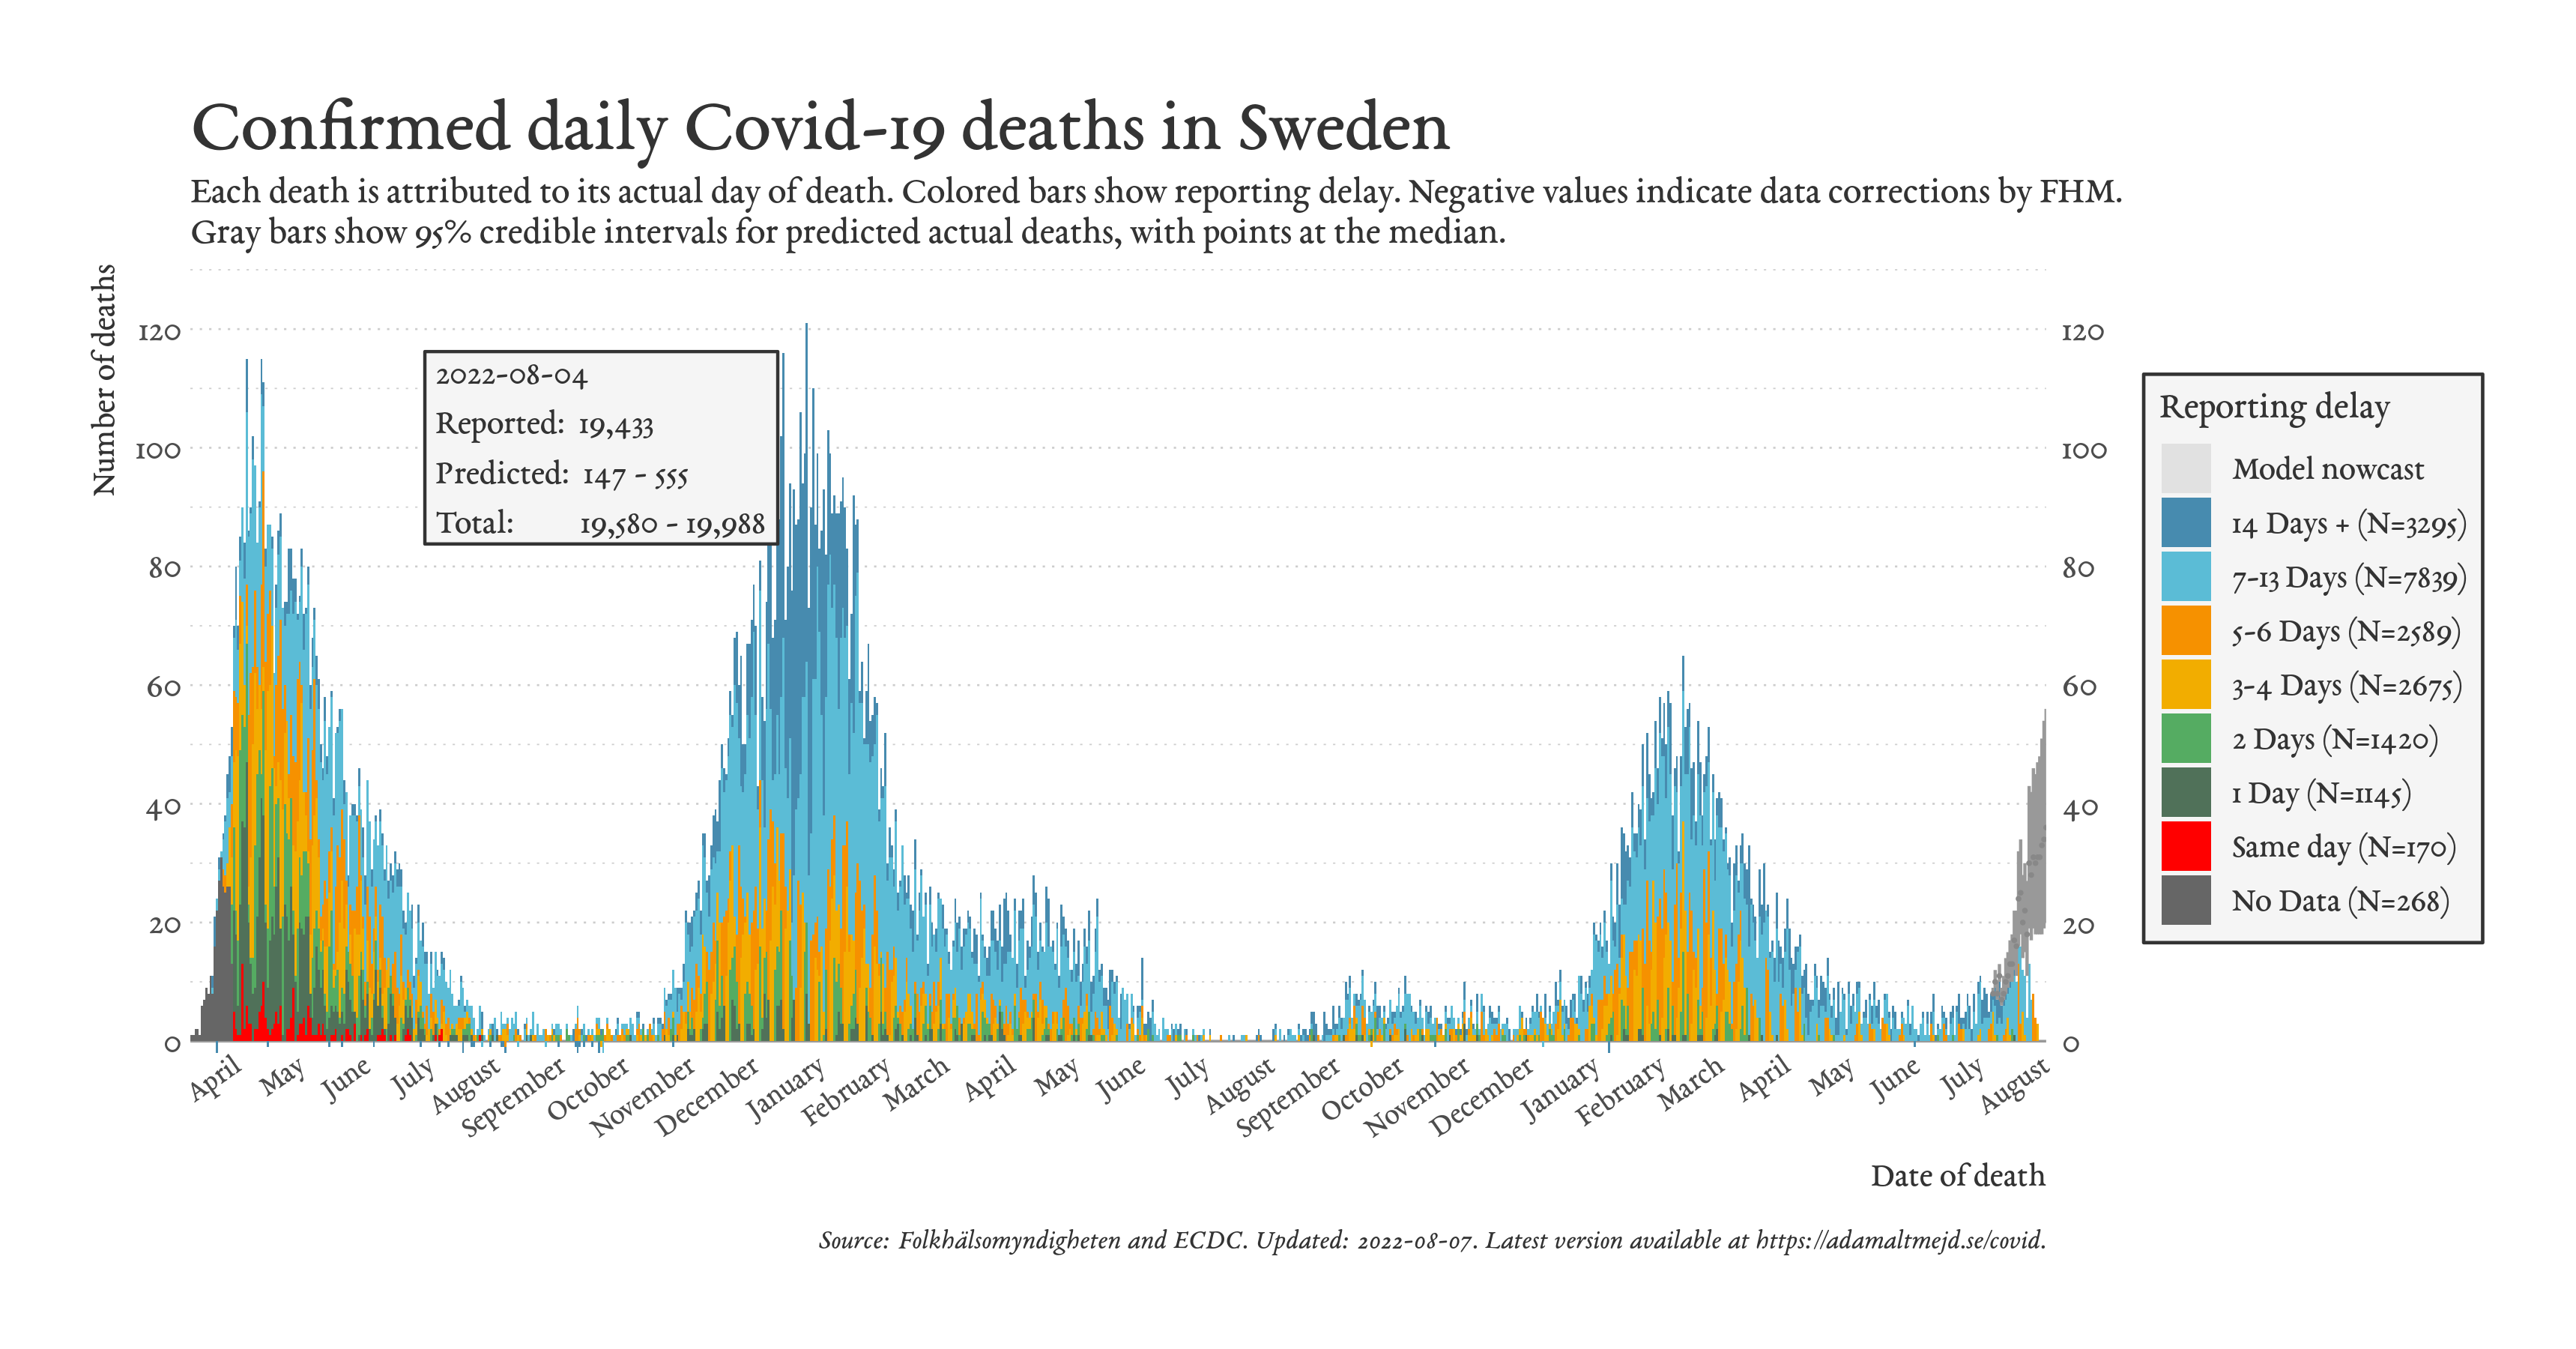 Confirmed daily Covid-19 deaths in Sweden
Each death is attributed to its actual day of death. Colored bars show reporting delay. Negative values indicate data corrections by FHM.
Gray bars show 95% credible intervals for predicted actual deaths, with points at the median.
Number of deaths
120
100
80
60
40
20
0
2022-08-04
Reported: 19,433
Predicted: 147 - 555
Total: 19,580 - 19,988
120
100
80
60
40
20
0
Reporting delay
Model nowcast
14 Days + (N=3295)
7-13 Days (N=7839)
5-6 Days (N=2589)
3-4 Days (N=2675)
2 Days (N=1420)
1 Day (N=1145)
Same day (N=170)
No Data (N=268)
April
May
June
July
August
September
October
November
December
January
February
March
April
May
June
July
August
September
October
November
December
January
February
March
April
May
June
July
August
Date of death
Source: Folkhälsomyndigheten and ECDC. Updated: 2022-08-07. Latest version available at https://adamaltmejd.se/covid.